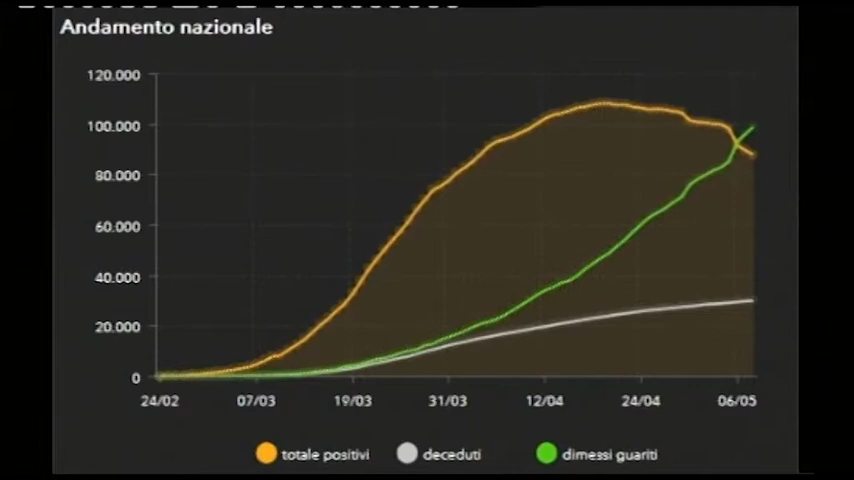 Andamento nazionale
120.000
100.000
80.000
60.000
40.000
20.000
0
24/02 07/03 19/03 31/03 12/04 24/04 06/05
totale positivi deceduti dimessi guariti